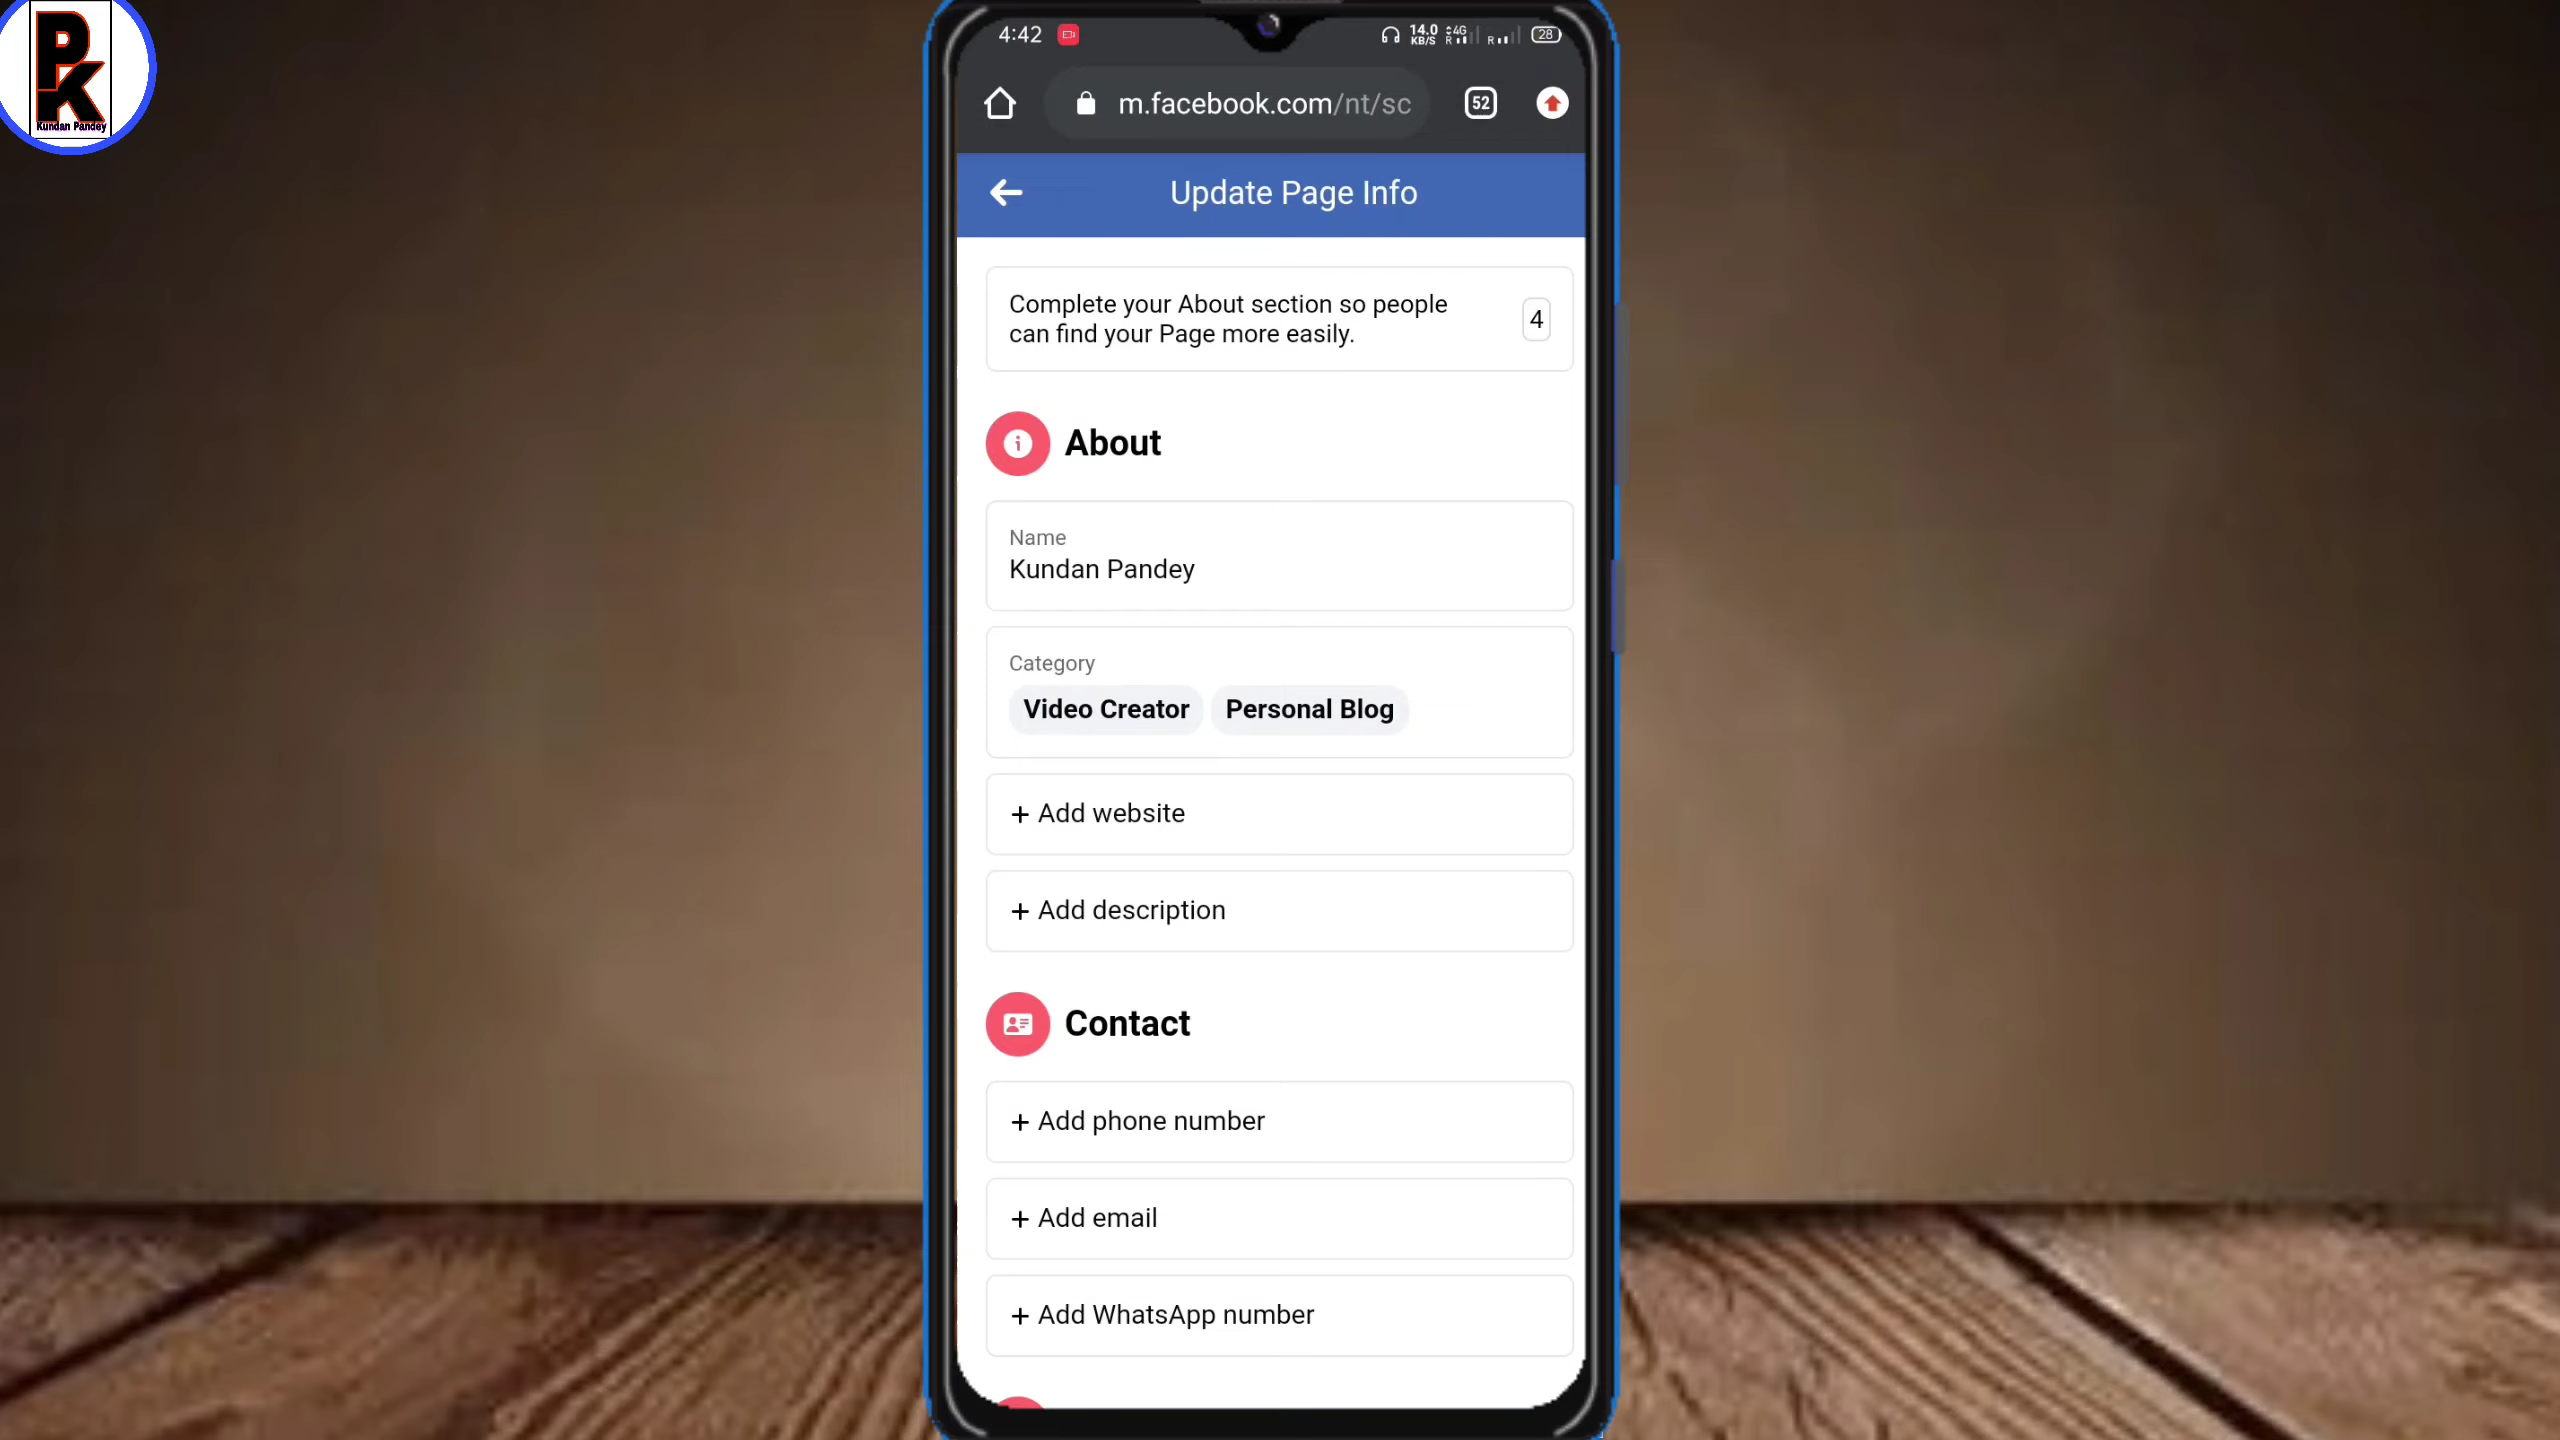 PK
Kundan Pandey
4:42
14.0
KB/S
4G
R
R
28
m.facebook.com/nt/sc
52
Update Page Info
Complete your About section so people
can find your Page more easily.
4
About
Name
Kundan Pandey
Category
Video Creator Personal Blog
+ Add website
+ Add description
Contact
+ Add phone number
+ Add email
+ Add WhatsApp number